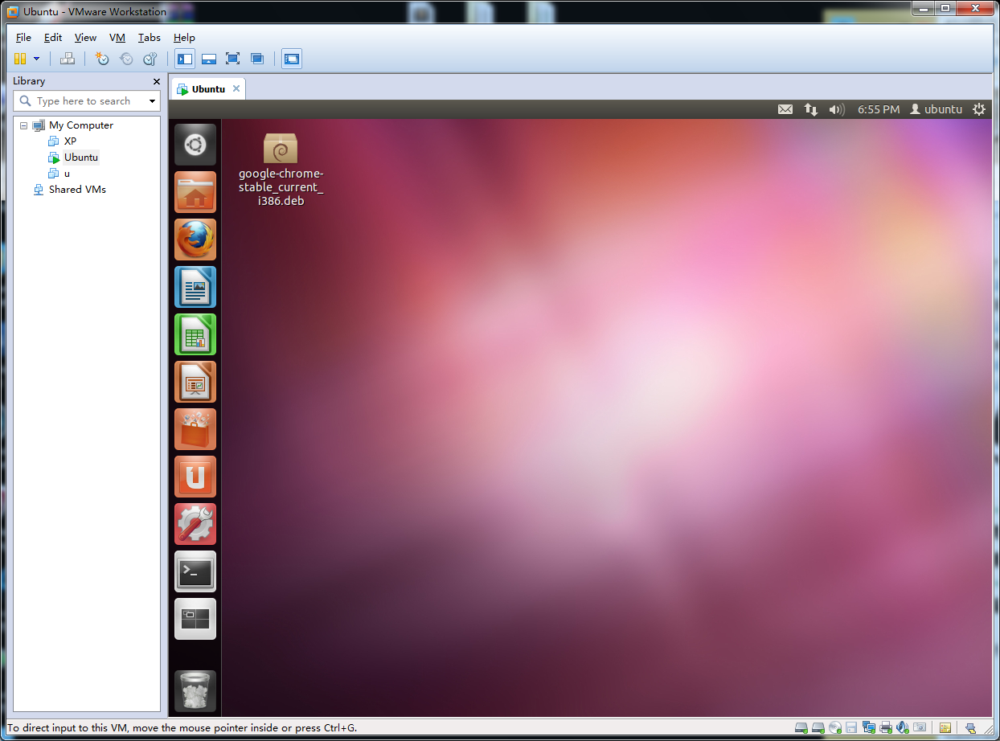 Ubuntu - VMware Workstation
File Edit View VM Tabs Help
Library
Type here to search
My Computer
XP
Ubuntu
u
Shared VMs
Ubuntu
6:55 PM ubuntu
google-chrome-
stable_current_
i386.deb
To direct input to this VM, move the mouse pointer inside or press Ctrl+G.